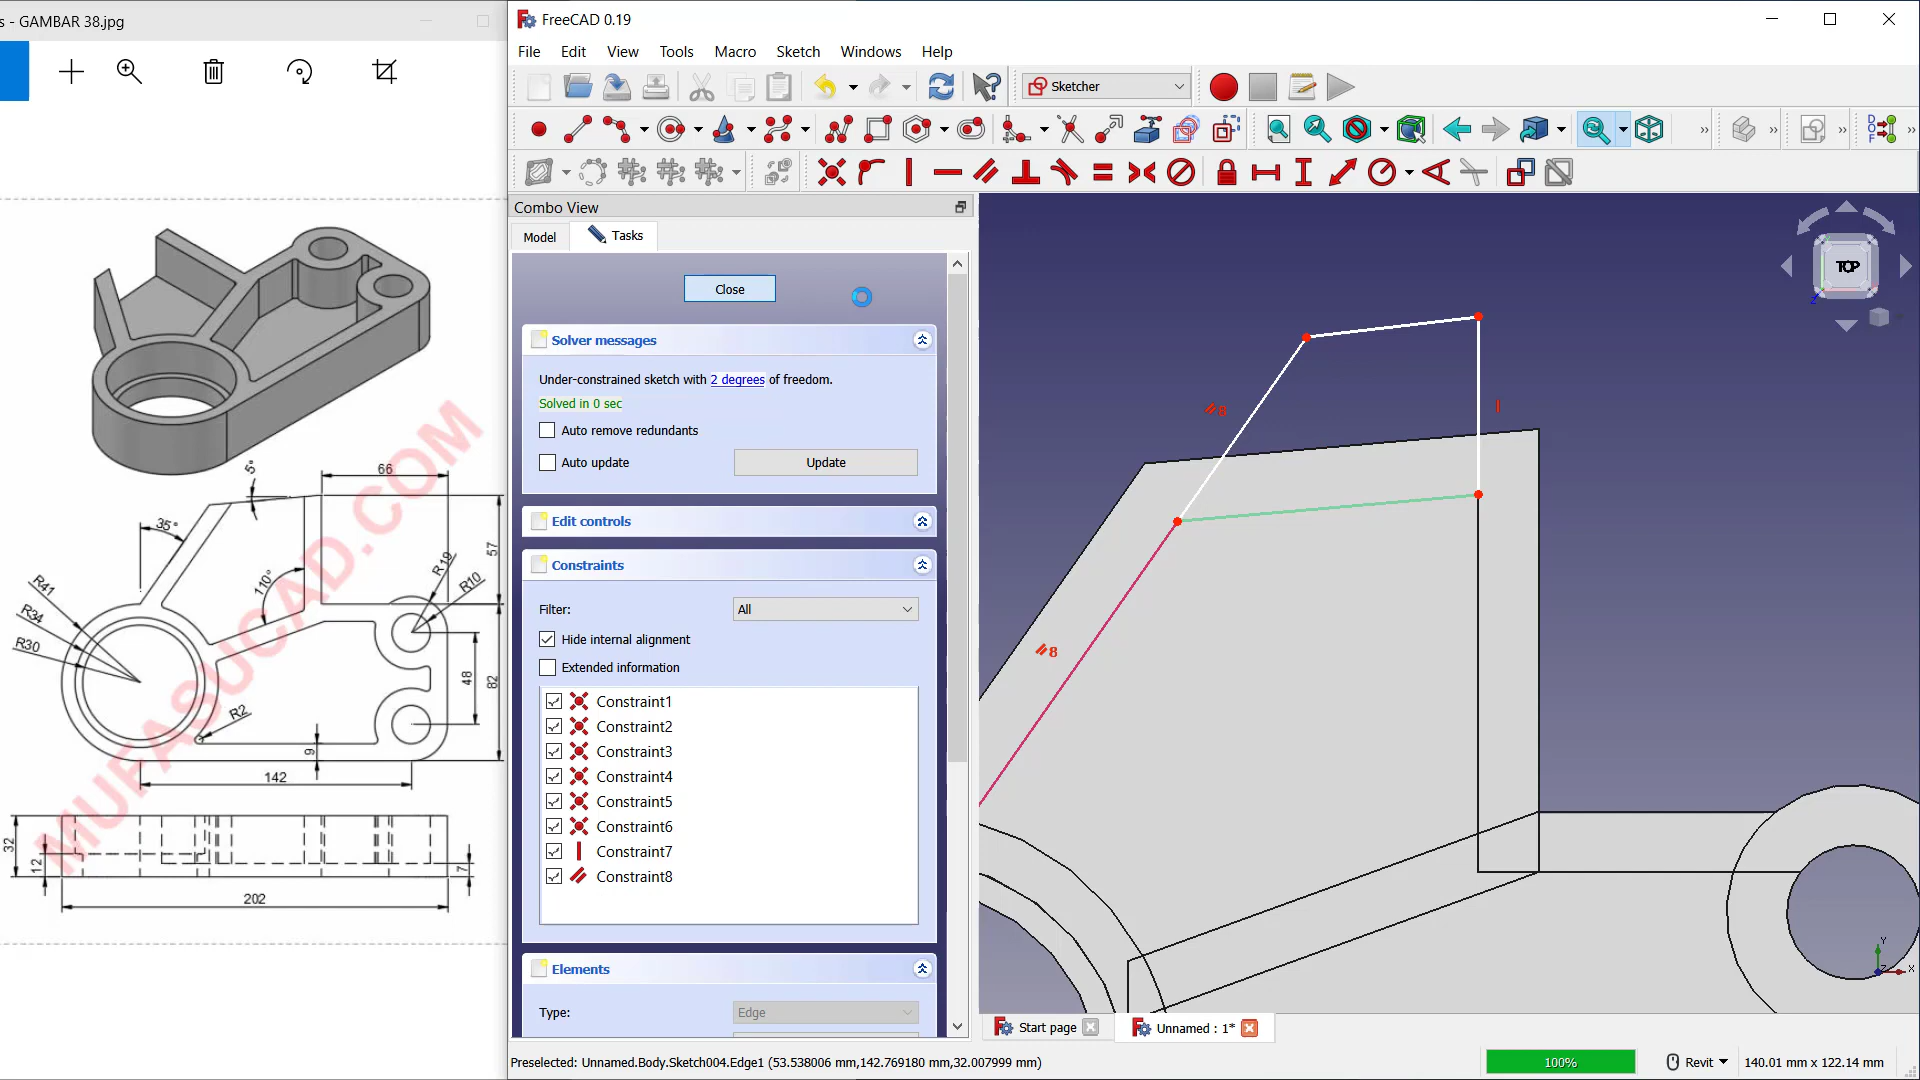 s - GAMBAR 38.jpg
FreeCAD 0.19
File Edit View Tools Macro Sketch Windows Help
Sketcher
Combo View
Model
Tasks
Close
Solver messages
Under-constrained sketch with 2 degrees of freedom.
Solved in 0 sec
Auto remove redundants
Auto update
Update
Edit controls
Constraints
Filter:
All
Hide internal alignment
Extended information
Constraint1
Constraint2
Constraint3
Constraint4
Constraint5
Constraint6
Constraint7
Constraint8
Elements
Type:
Edge
TOP
Z
8
8
Y
Z
X
Start page
Unnamed : 1*
Preselected: Unnamed.Body.Sketch004.Edge1 (53.538006 mm,142.769180 mm,32.007999 mm)
100%
Revit
140.01 mm x 122.14 mm
5°
66
35°
57
110°
R19
R10
R41
R34
R30
R2
48
82
9
142
32
12
7
202
MUFASUCAD.COM
DOF